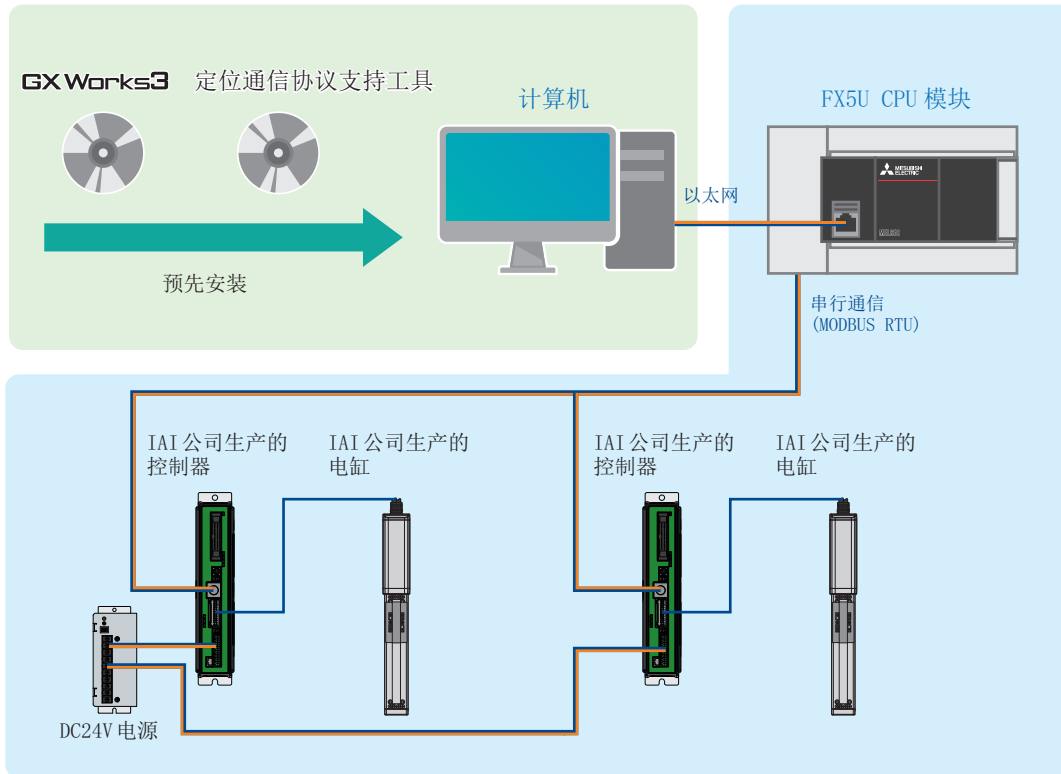 GX Works3 定位通信协议支持工具
计算机
FX5U CPU 模块
MITSUBISHI
ELECTRIC
以太网
预先安装
串行通信
(MODBUS RTU)
IAI 公司生产的
控制器
IAI 公司生产的
电缸
IAI 公司生产的
控制器
IAI 公司生产的
电缸
DC24V 电源